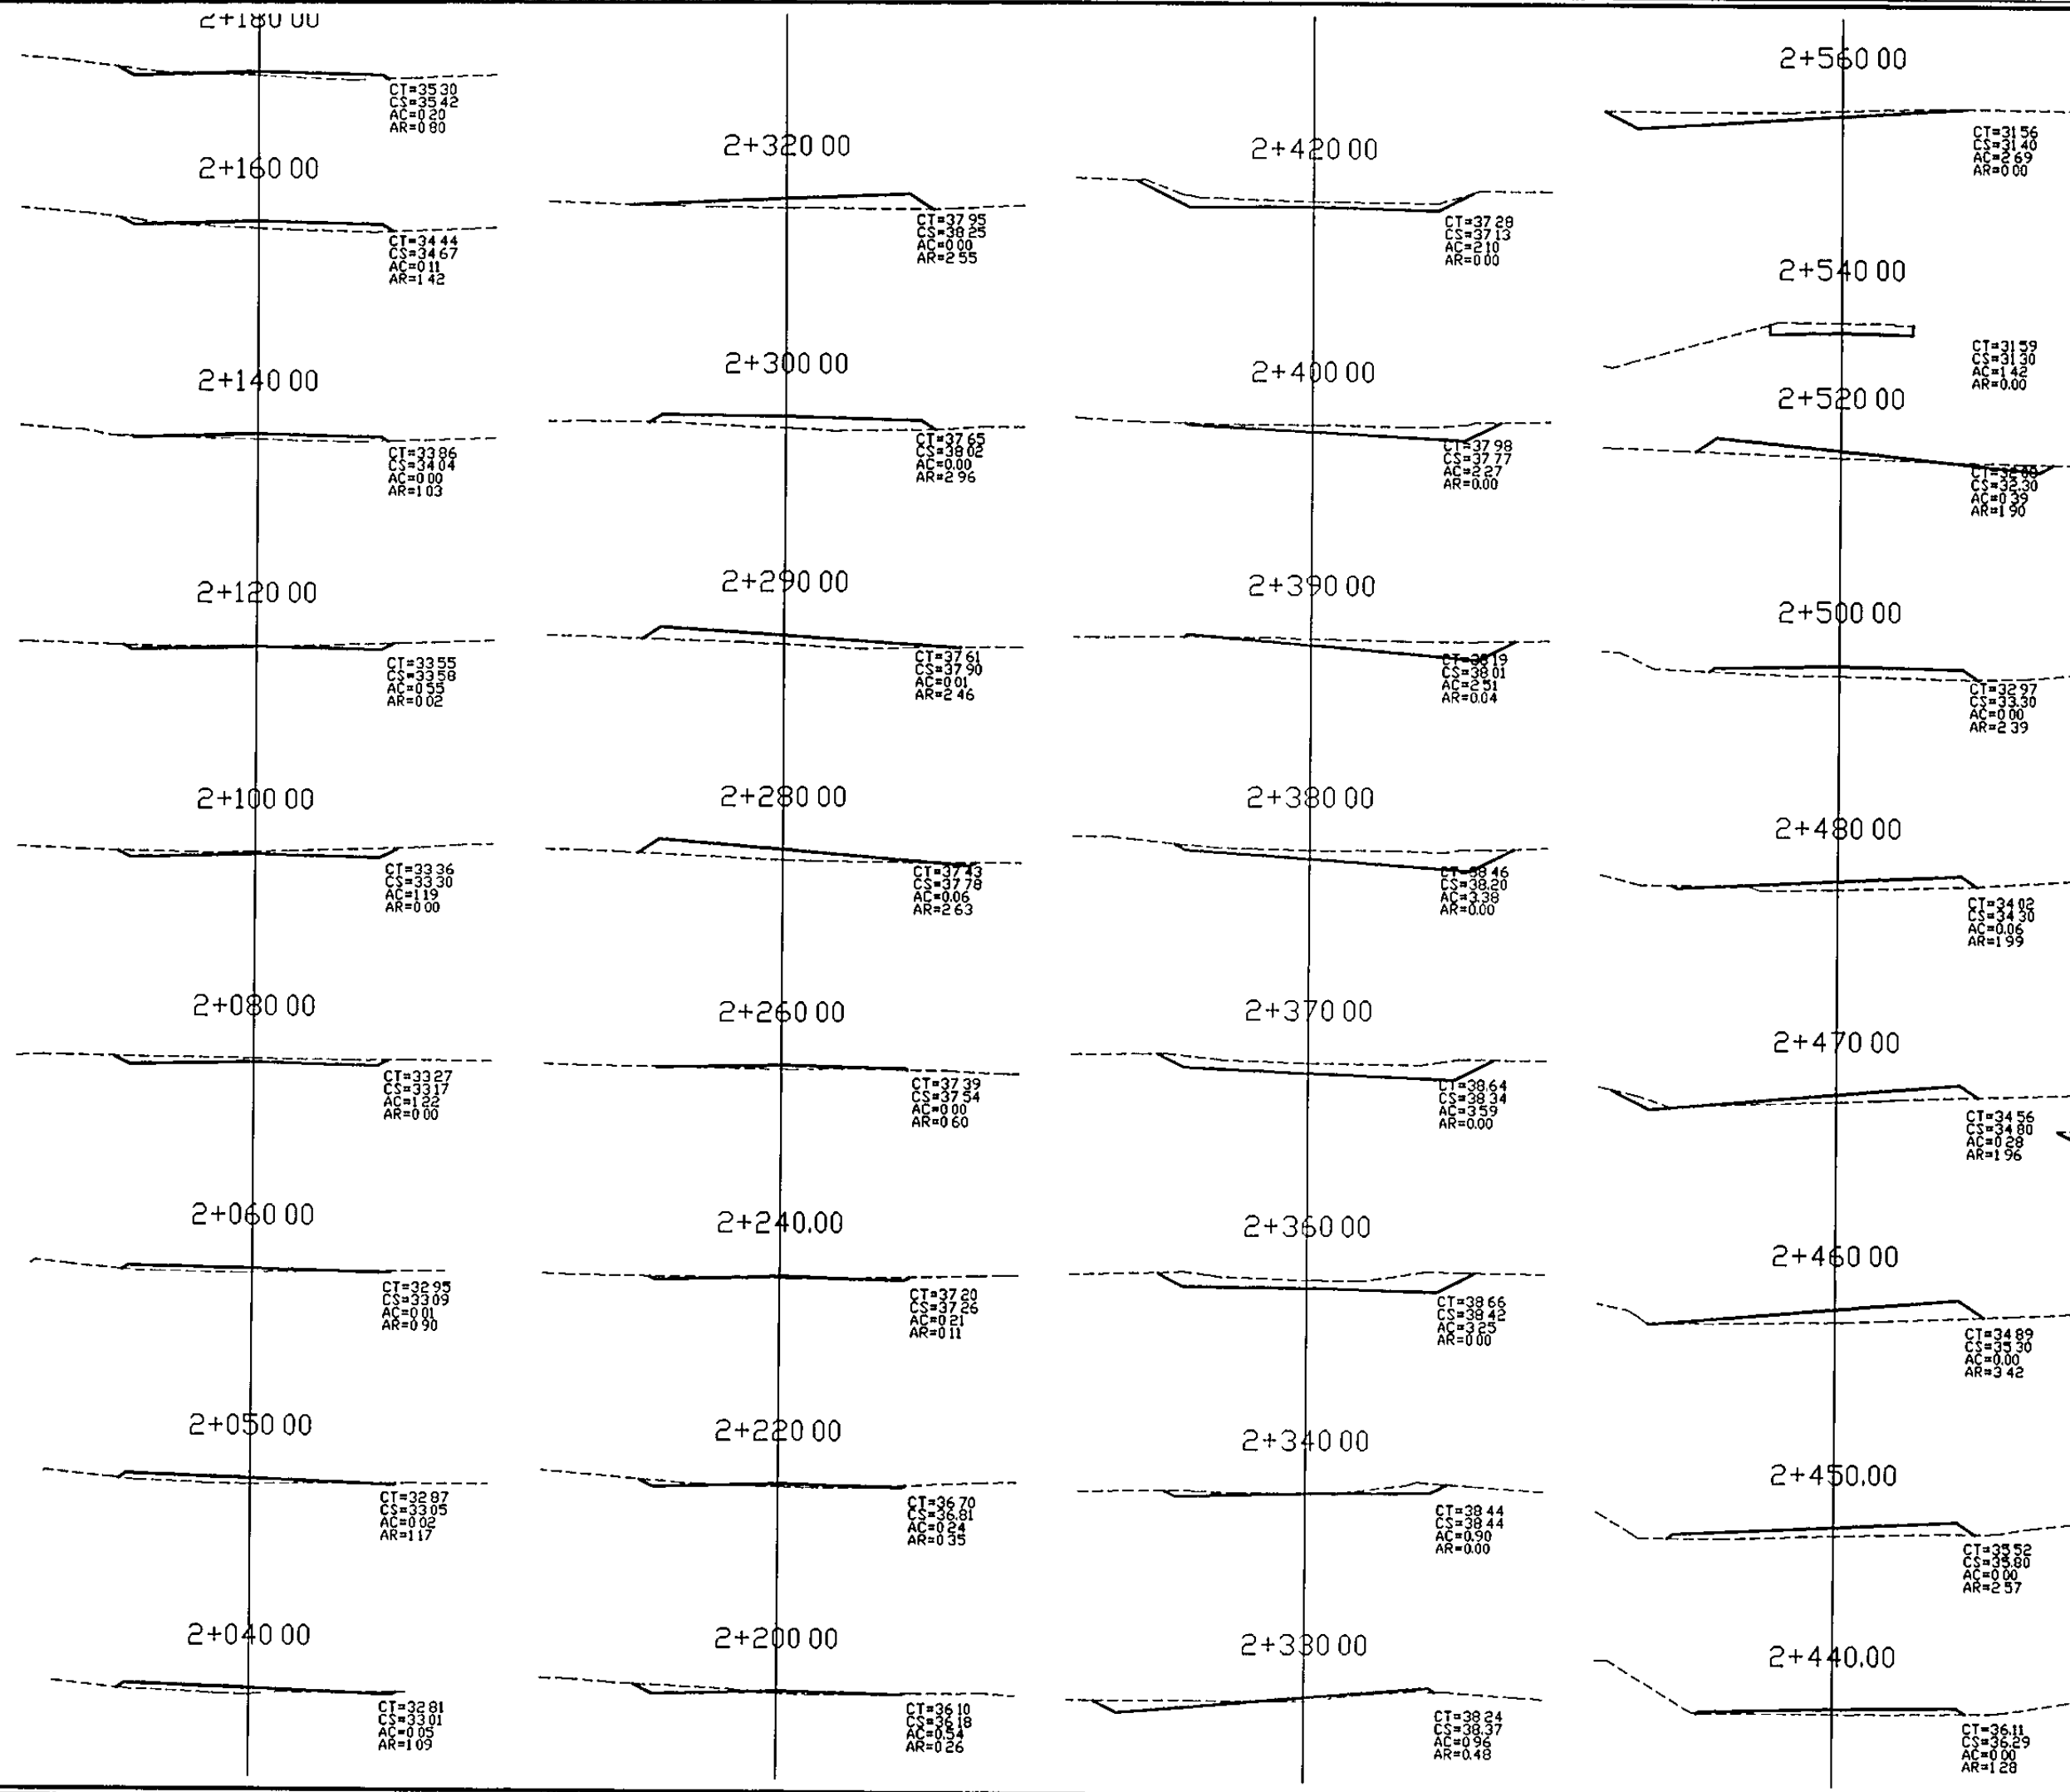 2+180 00
CT=35 30
CS=35 42
AC=0 20
AR=0 80
2+160 00
CT=34 44
CS=34 67
AC=0 11
AR=1 42
2+140 00
CT=33 86
CS=34 04
AC=0 00
AR=1 03
2+120 00
CT=33 55
CS=33 58
AC=0 55
AR=0 02
2+100 00
CT=33 36
CS=33 30
AC=1 19
AR=0 00
2+080 00
CT=33 27
CS=33 17
AC=1 22
AR=0 00
2+060 00
CT=32 95
CS=33 09
AC=0 01
AR=0 90
2+050 00
CT=32 87
CS=33 05
AC=0 02
AR=1 17
2+040 00
CT=32 81
CS=33 01
AC=0 05
AR=1 09
2+320 00
CT=37 95
CS=38 25
AC=0 00
AR=2 55
2+300 00
CT=37 65
CS=38 02
AC=0.00
AR=2 96
2+290 00
CT=37 61
CS=37 90
AC=0 01
AR=2 46
2+280 00
CT=37 43
CS=37 78
AC=0.06
AR=2 63
2+260 00
CT=37 39
CS=37 54
AC=0 00
AR=0 60
2+240.00
CT=37 20
CS=37 26
AC=0 21
AR=0 11
2+220 00
CT=36 70
CS=36.81
AC=0 24
AR=0 35
2+200 00
CT=36 10
CS=36 18
AC=0.54
AR=0 26
2+420 00
CT=37 28
CS=37 13
AC=2 10
AR=0 00
2+400 00
CT=37 98
CS=37 77
AC=2 27
AR=0.00
2+390 00
CT=38 19
CS=38 01
AC=2 51
AR=0.04
2+380 00
CT=38 46
CS=38.20
AC=3.38
AR=0.00
2+370 00
CT=38.64
CS=38 34
AC=3 59
AR=0.00
2+360 00
CT=38 66
CS=38 42
AC=3 25
AR=0 00
2+340 00
CT=38 44
CS=38 44
AC=0.90
AR=0.00
2+330 00
CT=38 24
CS=38.37
AC=0 96
AR=0.48
2+560 00
CT=31 56
CS=31 40
AC=2 69
AR=0 00
2+540 00
CT=31 59
CS=31 30
AC=1 42
AR=0.00
2+520 00
CS=32.30
AC=0 39
AR=1 90
2+500 00
CT=32 97
CS=33.30
AC=0 00
AR=2 39
2+480 00
CT=34 02
CS=34 30
AC=0.06
AR=1 99
2+470 00
CT=34 56
CS=34 80
AC=0 28
AR=1 96
2+460 00
CT=34 89
CS=35 30
AC=0.00
AR=3 42
2+450.00
CT=35 52
CS=35.80
AC=0 00
AR=2 57
2+440.00
CT=36.11
CS=36.29
AC=0 00
AR=1 28